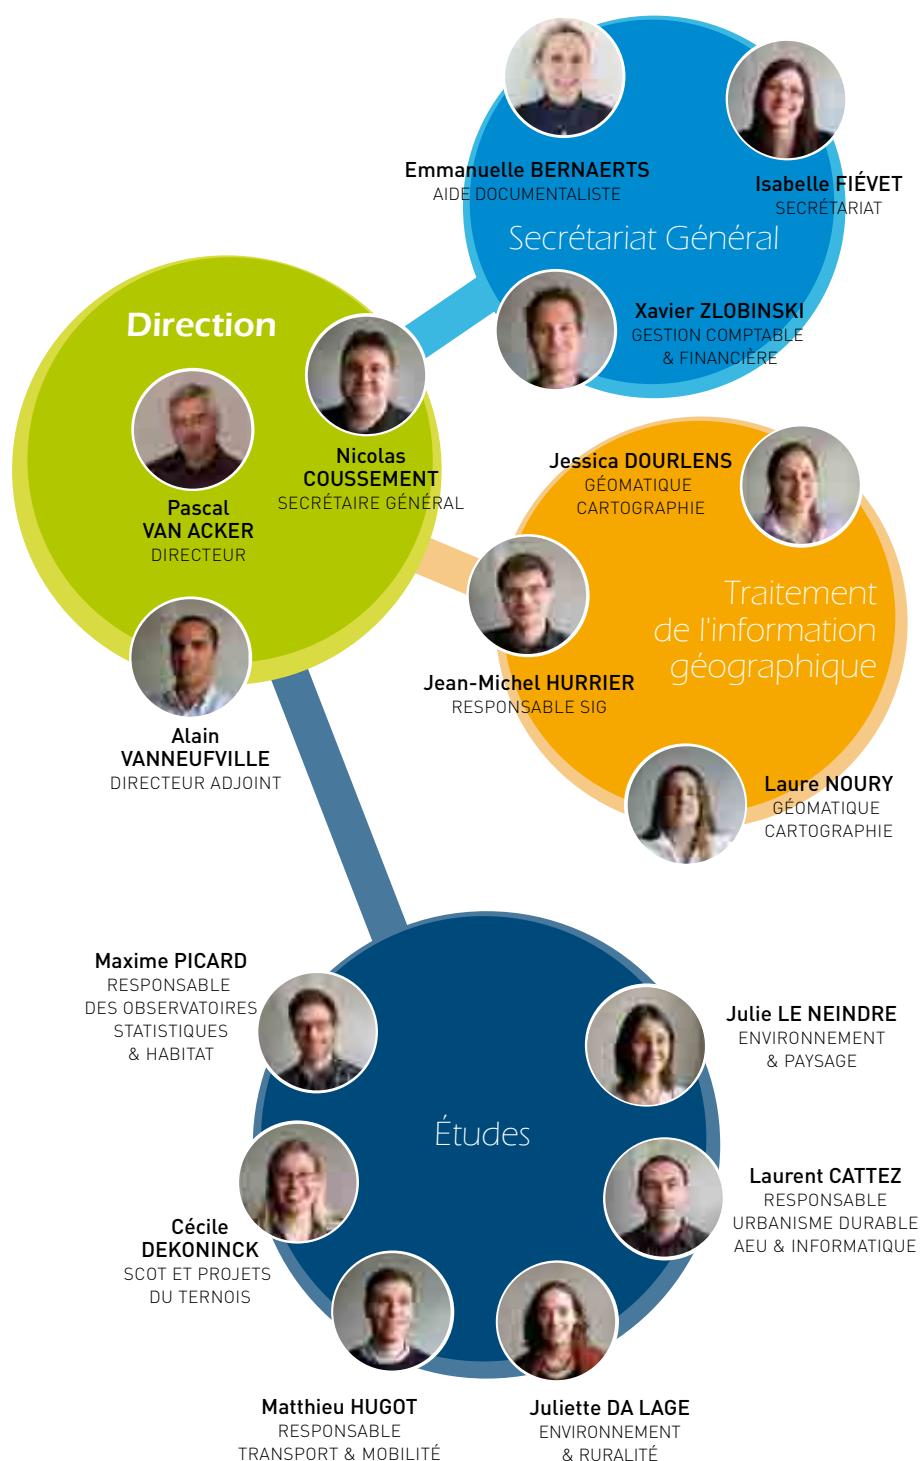 Emmanuelle BERNAERTS
AIDE DOCUMENTALISTE
Isabelle FIÉVET
SECRÉTARIAT
Secrétariat Général
Xavier ZLOBINSKI
GESTION COMPTABLE
& FINANCIÈRE
Direction
Nicolas
COUSSEMENT
SECRÉTAIRE GÉNÉRAL
Pascal
VAN ACKER
DIRECTEUR
Alain
VANNEUFVILLE
DIRECTEUR ADJOINT
Jessica DOURLENS
GÉOMATIQUE
CARTOGRAPHIE
Traitement
de l'information
géographique
Jean-Michel HURRIER
RESPONSABLE SIG
Laure NOURY
GÉOMATIQUE
CARTOGRAPHIE
Maxime PICARD
RESPONSABLE
DES OBSERVATOIRES
STATISTIQUES
& HABITAT
Julie LE NEINDRE
ENVIRONNEMENT
& PAYSAGE
Études
Laurent CATTEZ
RESPONSABLE
URBANISME DURABLE
AEU & INFORMATIQUE
Cécile
DEKONINCK
SCOT ET PROJETS
DU TERNOIS
Matthieu HUGOT
RESPONSABLE
TRANSPORT & MOBILITÉ
Juliette DA LAGE
ENVIRONNEMENT
& RURALITÉ